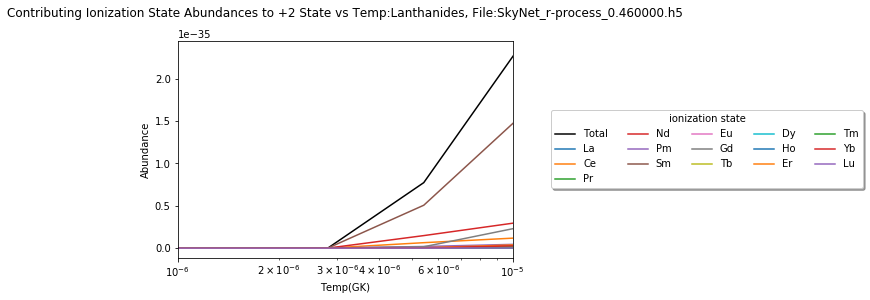 Contributing Ionization State Abundances to +2 State vs Temp:Lanthanides, File:SkyNet_r-process_0.460000.h5
1e−35
2.0
1.5
1.0
0.5
0.0
Abundance
10⁻⁶
2 × 10⁻⁶
3 × 10⁻⁶
4 × 10⁻⁶
6 × 10⁻⁶
10⁻⁵
Temp(GK)
ionization state
Total Nd Eu Dy Tm
La Pm Gd Ho Yb
Ce Sm Tb Er Lu
Pr